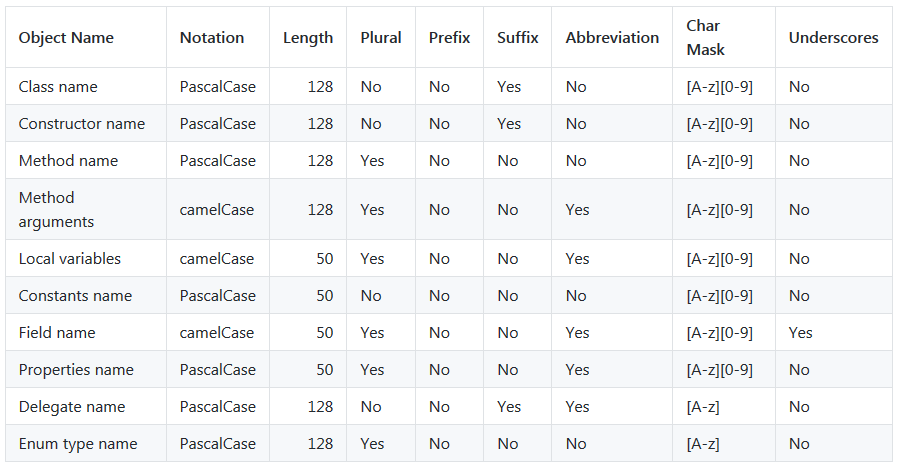 Object Name Notation Length Plural Prefix Suffix Abbreviation Char Mask Underscores
Class name PascalCase 128 No No Yes No [A-z][0-9] No
Constructor name PascalCase 128 No No Yes No [A-z][0-9] No
Method name PascalCase 128 Yes No No No [A-z][0-9] No
Method arguments camelCase 128 Yes No No Yes [A-z][0-9] No
Local variables camelCase 50 Yes No No Yes [A-z][0-9] No
Constants name PascalCase 50 No No No No [A-z][0-9] No
Field name camelCase 50 Yes No No Yes [A-z][0-9] Yes
Properties name PascalCase 50 Yes No No Yes [A-z][0-9] No
Delegate name PascalCase 128 No No Yes Yes [A-z] No
Enum type name PascalCase 128 Yes No No No [A-z] No